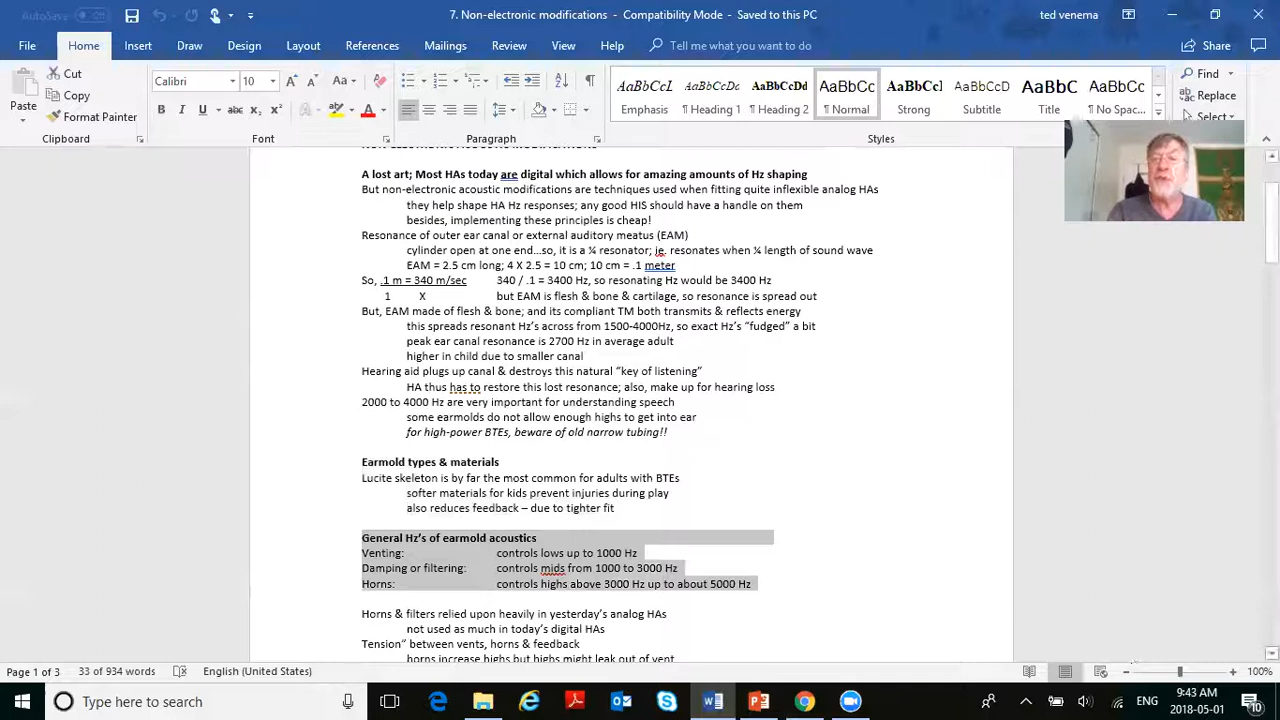 AutoSave Off
7. Non-electronic modifications - Compatibility Mode - Saved to this PC
ted venema
File Home Insert Draw Design Layout References Mailings Review View Help Tell me what you want to do Share
Paste
Cut
Copy
Format Painter
Calibri 10
Find
Replace
Select
AaBbCcL AaBbCcDc AaBbCcDd AaBbCc AaBbCcl AaBbCcDc AaBbCc AaBbCc
Emphasis ¶ Heading 1 ¶ Heading 2 ¶ Normal Strong Subtitle Title ¶ No Spac...
Clipboard Font Paragraph Styles
A lost art; Most HAs today are digital which allows for amazing amounts of Hz shaping
But non-electronic acoustic modifications are techniques used when fitting quite inflexible analog HAs
they help shape HA Hz responses; any good HIS should have a handle on them
besides, implementing these principles is cheap!
Resonance of outer ear canal or external auditory meatus (EAM)
cylinder open at one end…so, it is a ¼ resonator; ie. resonates when ¼ length of sound wave
EAM = 2.5 cm long; 4 X 2.5 = 10 cm; 10 cm = .1 meter
So, .1 m = 340 m/sec 340 / .1 = 3400 Hz, so resonating Hz would be 3400 Hz
1 X but EAM is flesh & bone & cartilage, so resonance is spread out
But, EAM made of flesh & bone; and its compliant TM both transmits & reflects energy
this spreads resonant Hz's across from 1500-4000Hz, so exact Hz's "fudged" a bit
peak ear canal resonance is 2700 Hz in average adult
higher in child due to smaller canal
Hearing aid plugs up canal & destroys this natural "key of listening"
HA thus has to restore this lost resonance; also, make up for hearing loss
2000 to 4000 Hz are very important for understanding speech
some earmolds do not allow enough highs to get into ear
for high-power BTEs, beware of old narrow tubing!!
Earmold types & materials
Lucite skeleton is by far the most common for adults with BTEs
softer materials for kids prevent injuries during play
also reduces feedback – due to tighter fit
General Hz's of earmold acoustics
Venting: controls lows up to 1000 Hz
Damping or filtering: controls mids from 1000 to 3000 Hz
Horns: controls highs above 3000 Hz up to about 5000 Hz
Horns & filters relied upon heavily in yesterday's analog HAs
not used as much in today's digital HAs
Tension" between vents, horns & feedback
horns increase highs but highs might leak out of vent
Page 1 of 3 33 of 934 words English (United States) 100%
Type here to search
ENG
9:43 AM
2018-05-01
10